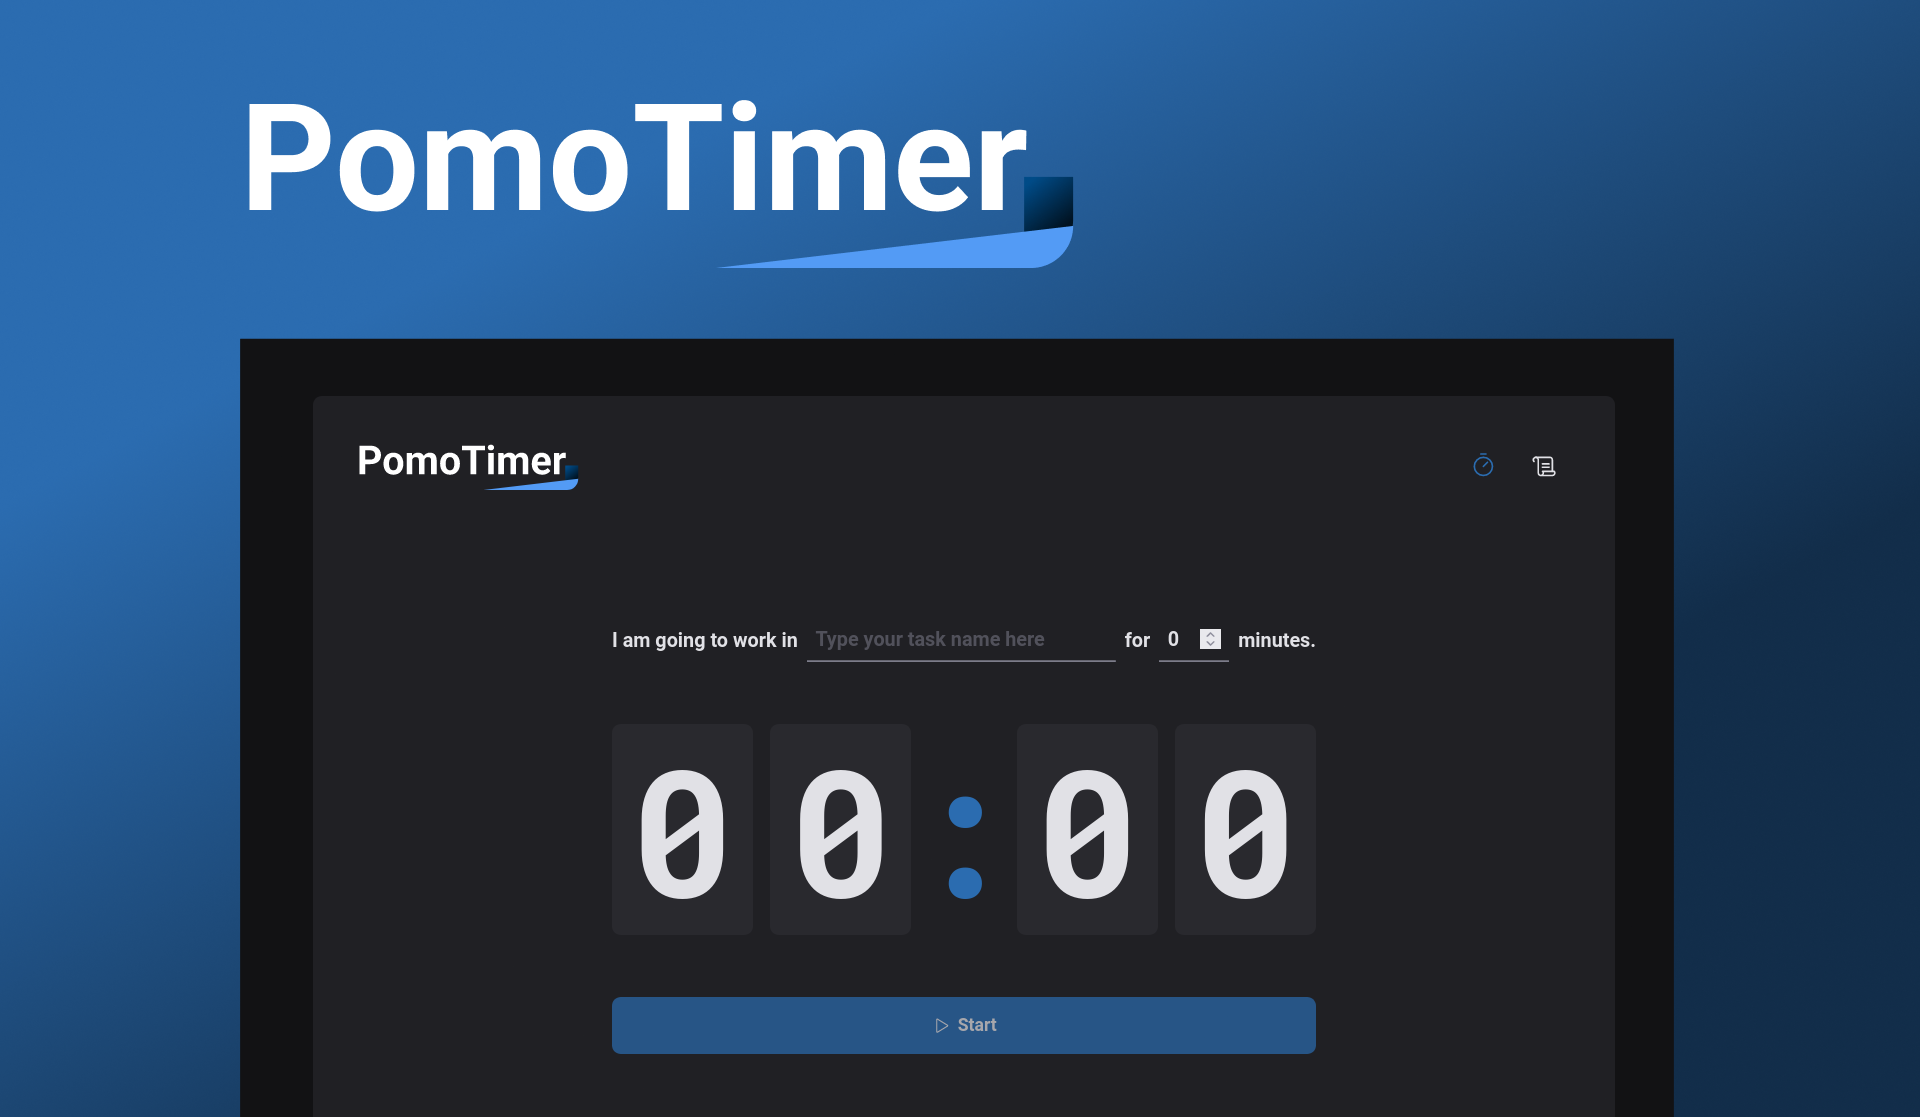 PomoTimer
PomoTimer
I am going to work in Type your task name here for 0 minutes.
00:00
Start